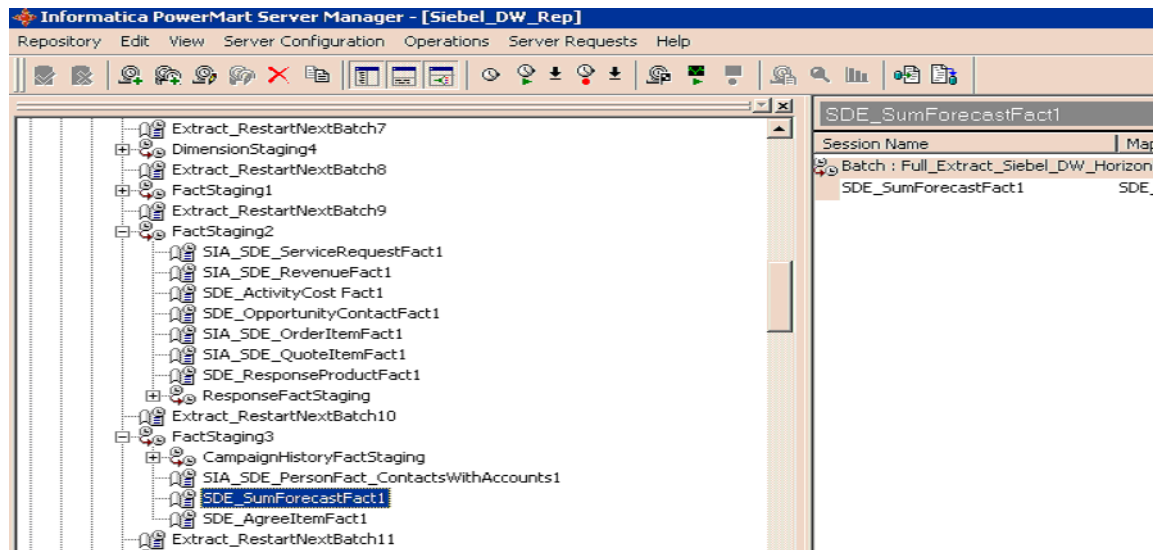 Informatica PowerMart Server Manager - [Siebel_DW_Rep]
Repository Edit View Server Configuration Operations Server Requests Help
Extract_RestartNextBatch7
DimensionStaging4
Extract_RestartNextBatch8
FactStaging1
Extract_RestartNextBatch9
FactStaging2
SIA_SDE_ServiceRequestFact1
SIA_SDE_RevenueFact1
SDE_ActivityCost Fact1
SDE_OpportunityContactFact1
SIA_SDE_OrderItemFact1
SIA_SDE_QuoteItemFact1
SDE_ResponseProductFact1
ResponseFactStaging
Extract_RestartNextBatch10
FactStaging3
CampaignHistoryFactStaging
SIA_SDE_PersonFact_ContactsWithAccounts1
SDE_SumForecastFact1
SDE_AgreeItemFact1
Extract_RestartNextBatch11
SDE_SumForecastFact1
Session Name Map
Batch : Full_Extract_Siebel_DW_Horizon
SDE_SumForecastFact1 SDE_